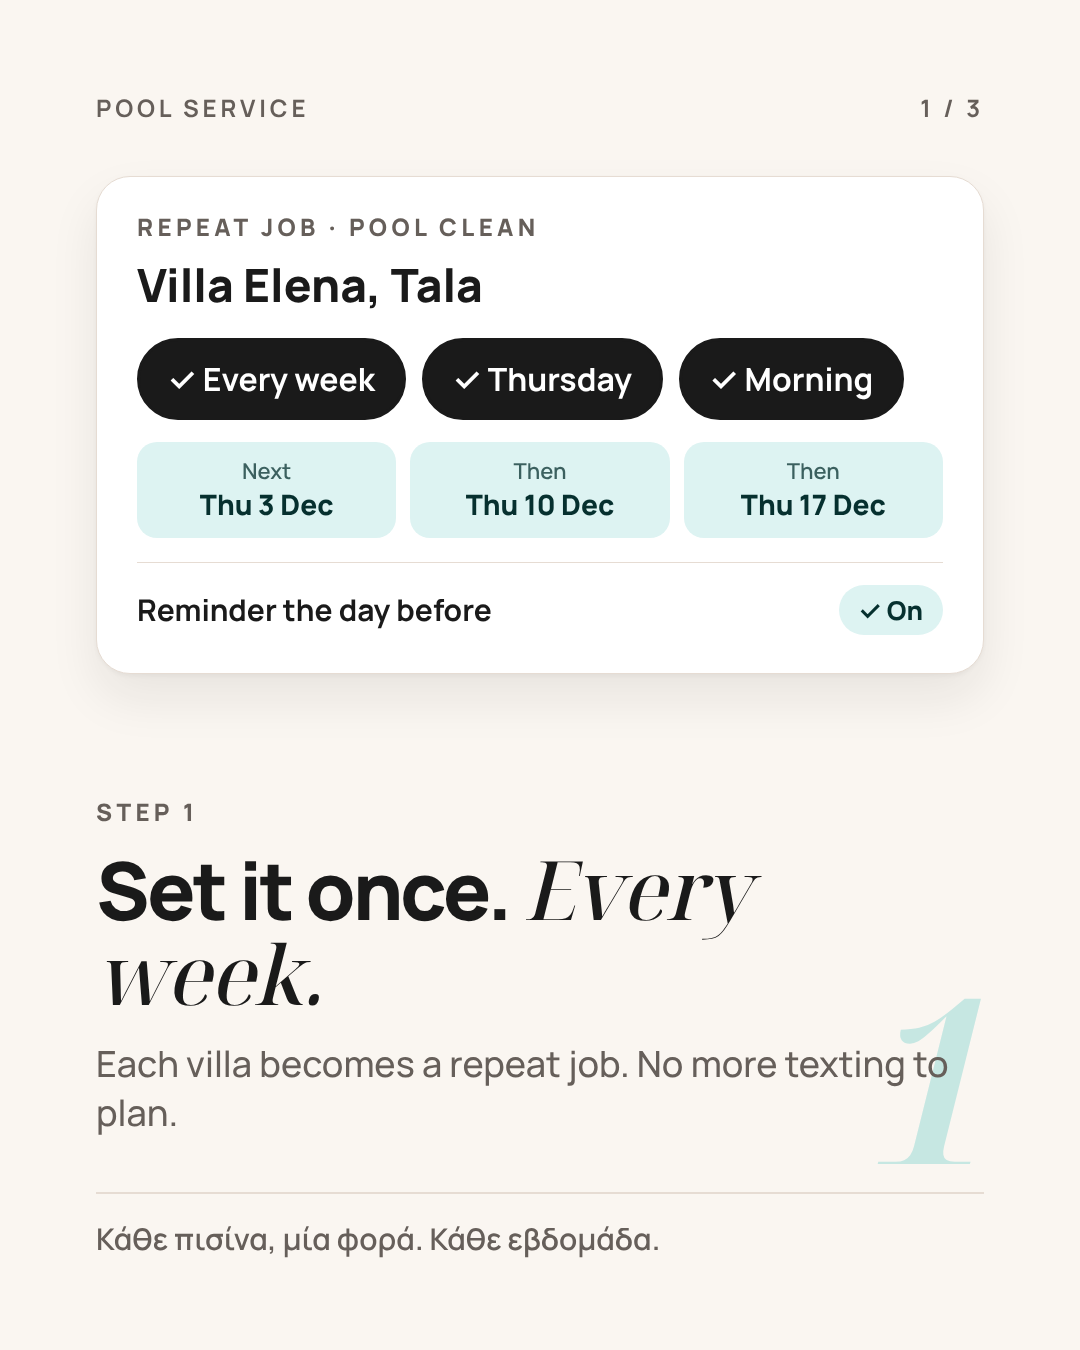 POOL SERVICE
1 / 3
REPEAT JOB · POOL CLEAN
Villa Elena, Tala
✓ Every week ✓ Thursday ✓ Morning
Next Then Then
Thu 3 Dec Thu 10 Dec Thu 17 Dec
Reminder the day before ✓ On
STEP 1
Set it once. Every
week.
Each villa becomes a repeat job. No more texting to
plan.
1
Κάθε πισίνα, μία φορά. Κάθε εβδομάδα.